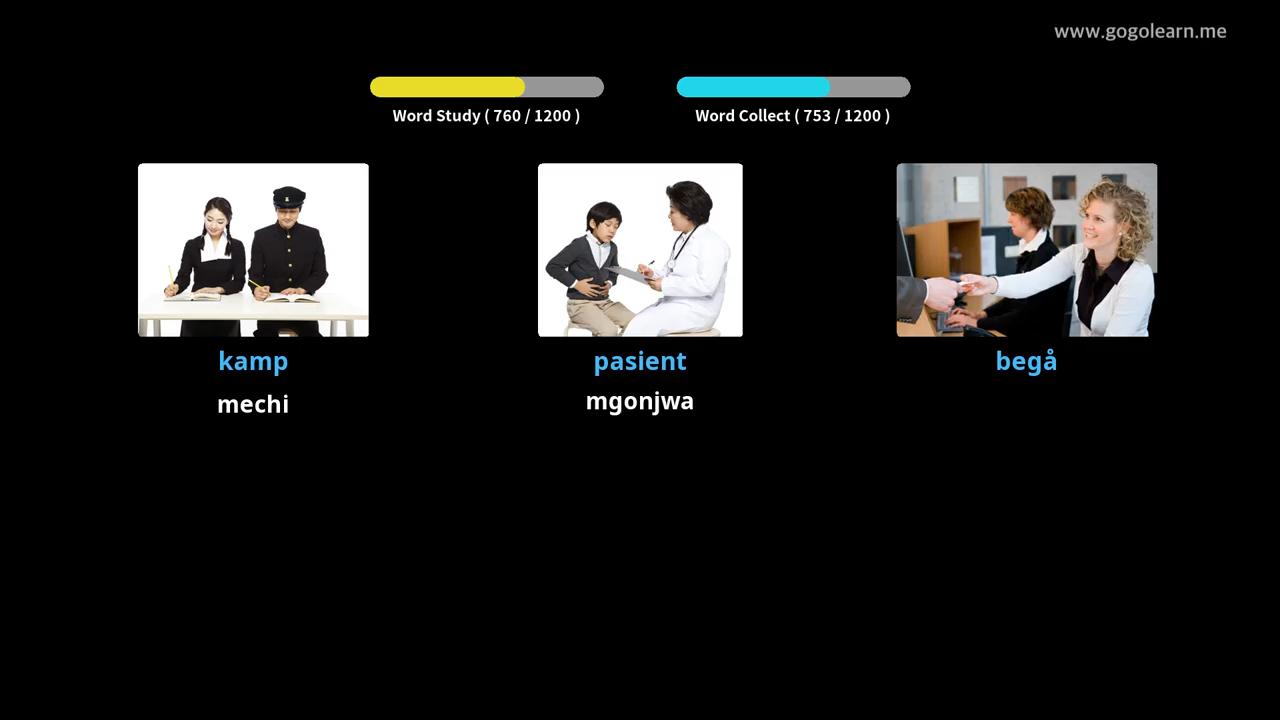 www.gogolearn.me
Word Study ( 760 / 1200 )
Word Collect ( 753 / 1200 )
kamp
pasient
begå
mechi
mgonjwa